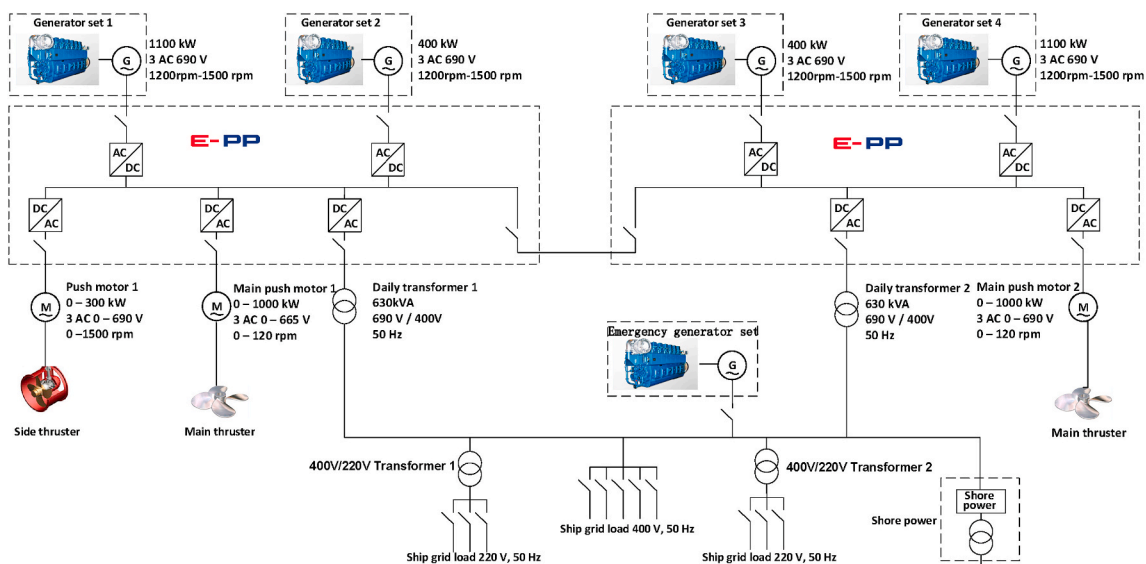 Generator set 1
1100 kW
3 AC 690 V
1200rpm-1500 rpm
G
Generator set 2
400 kW
3 AC 690 V
1200rpm-1500 rpm
G
Generator set 3
400 kW
3 AC 690 V
1200rpm-1500 rpm
G
Generator set 4
1100 kW
3 AC 690 V
1200rpm-1500 rpm
G
E-PP
E-PP
AC
DC
AC
DC
AC
DC
AC
DC
DC
AC
DC
AC
DC
AC
DC
AC
DC
AC
Push motor 1
0 – 300 kW
3 AC 0 – 690 V
0 –1500 rpm
M
Main push motor 1
0 – 1000 kW
3 AC 0 – 665 V
0 – 120 rpm
M
Daily transformer 1
630kVA
690 V / 400V
50 Hz
Daily transformer 2
630 kVA
690 V / 400V
50 Hz
Main push motor 2
0 – 1000 kW
3 AC 0 – 690 V
0 – 120 rpm
M
Emergency generator set
G
Side thruster
Main thruster
Main thruster
400V/220V Transformer 1
400V/220V Transformer 2
Ship grid load 400 V, 50 Hz
Ship grid load 220 V, 50 Hz
Ship grid load 220 V, 50 Hz
Shore power
Shore
power